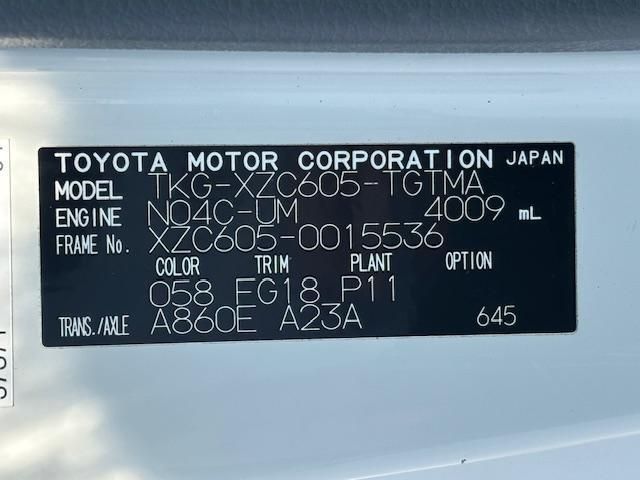 TOYOTA MOTOR CORPORATION JAPAN
MODEL TKG-XZC605-TGTMA
ENGINE N04C-UM 4009 mL
FRAME No. XZC605-0015536
COLOR TRIM PLANT OPTION
058 EG18 P11
TRANS./AXLE A860E A23A 645